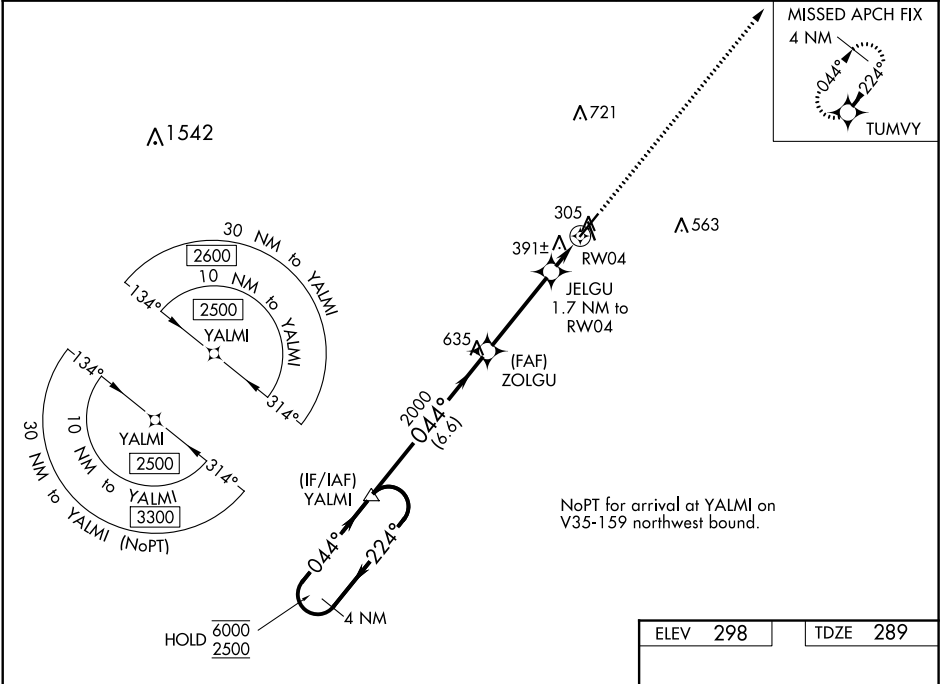 MISSED APCH FIX
4 NM
044°
224°
TUMVY
721
1542
305
563
391±
RW04
JELGU
1.7 NM to
RW04
30 NM to YALMI
2600
10 NM to YALMI
2500
134°
YALMI
314°
635
(FAF)
ZOLGU
134°
YALMI
2500
314°
10 NM to YALMI
3300
30 NM to YALMI (NoPT)
2000
044°
(6.6)
(IF/IAF)
YALMI
NoPT for arrival at YALMI on
V35-159 northwest bound.
044°
224°
4 NM
HOLD 6000
2500
ELEV 298
TDZE 289